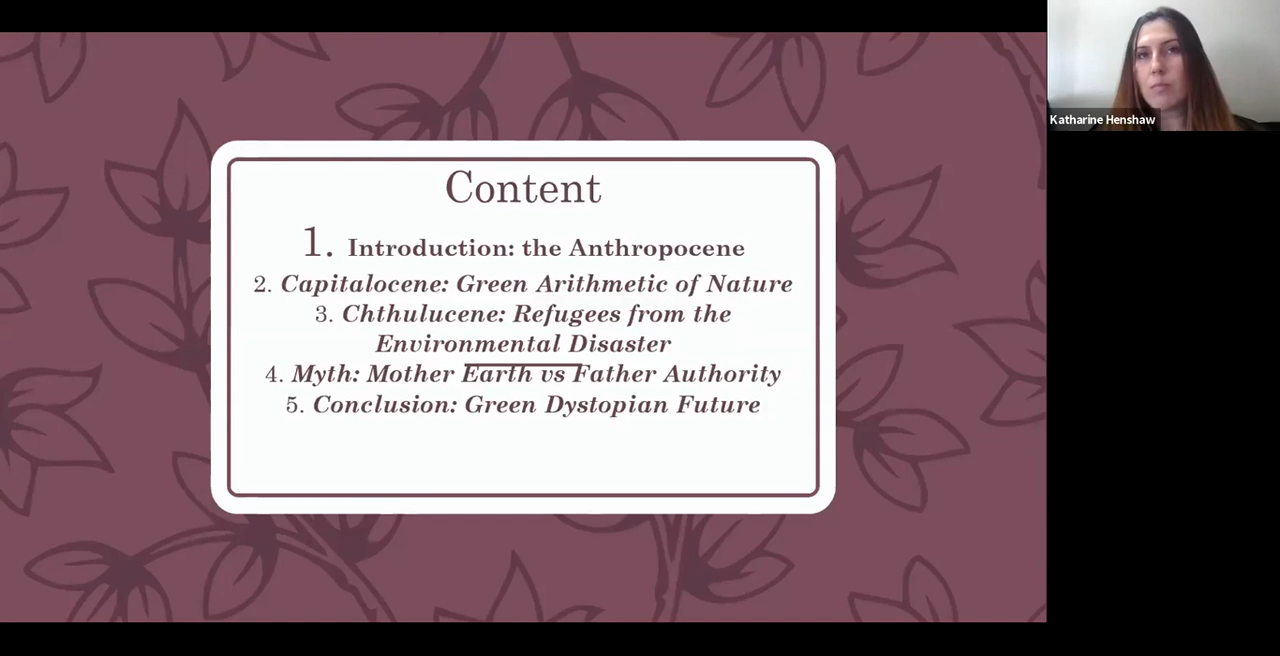 Content
1. Introduction: the Anthropocene
2. Capitalocene: Green Arithmetic of Nature
3. Chthulucene: Refugees from the
Environmental Disaster
4. Myth: Mother Earth vs Father Authority
5. Conclusion: Green Dystopian Future
Katharine Henshaw